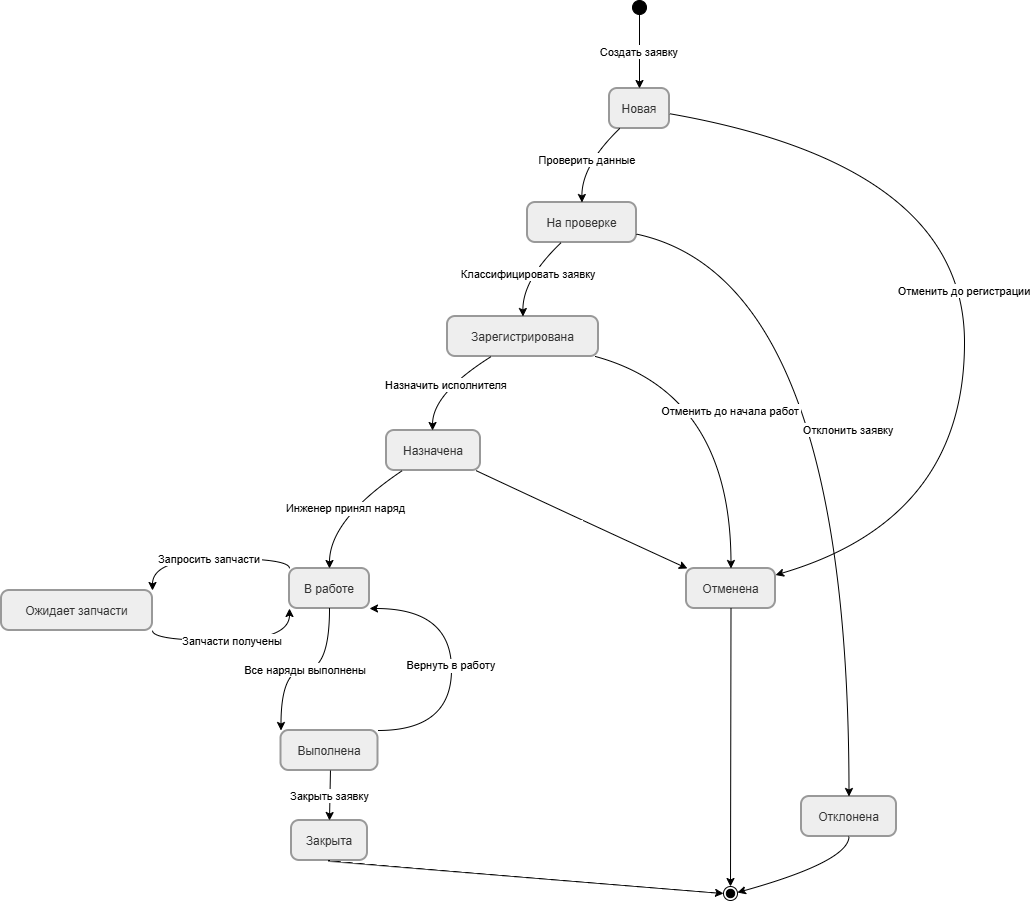 Создать заявку
Новая
Проверить данные
На проверке
Классифицировать заявку
Отменить до регистрации
Зарегистрирована
Назначить исполнителя
Отменить до начала работ
Отклонить заявку
Назначена
Инженер принял наряд
Запросить запчасти
В работе
Отменена
Ожидает запчасти
Запчасти получены
Все наряды выполнены
Вернуть в работу
Выполнена
Закрыть заявку
Отклонена
Закрыта